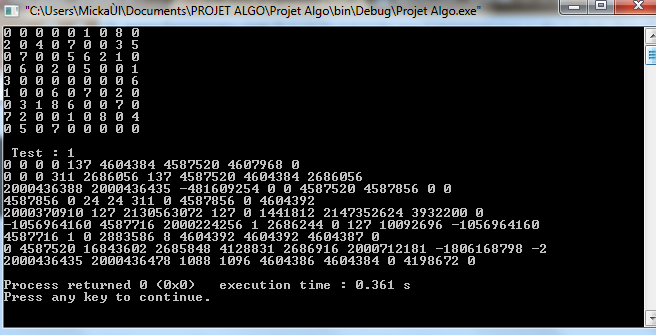 "C:\Users\MickaÙl\Documents\PROJET ALGO\Projet Algo\bin\Debug\Projet Algo.exe"
0 0 0 0 0 1 0 8 0
2 0 4 0 7 0 0 3 5
0 7 0 0 5 6 2 1 0
0 6 0 2 0 5 0 0 1
3 0 0 0 0 0 0 0 6
1 0 0 6 0 7 0 2 0
0 3 1 8 6 0 0 7 0
7 2 0 0 1 0 8 0 4
0 5 0 7 0 0 0 0 0
Test : 1
0 0 0 0 137 4604384 4587520 4607968 0
0 0 0 311 2686056 137 4587520 4604384 2686056
2000436388 2000436435 -481609254 0 0 4587520 4587856 0 0
4587856 0 24 24 311 0 4587856 0 4604392
2000370910 127 2130563072 127 0 1441812 2147352624 3932200 0
-1056964160 4587716 2000224256 1 2686244 0 127 10092696 -1056964160
4587716 1 0 2883586 8 4604392 4604392 4604387 0
0 4587520 16843602 2685848 4128831 2686916 2000712181 -1806168798 -2
2000436435 2000436478 1088 1096 4604386 4604384 0 4198672 0
Process returned 0 (0x0) execution time : 0.361 s
Press any key to continue.